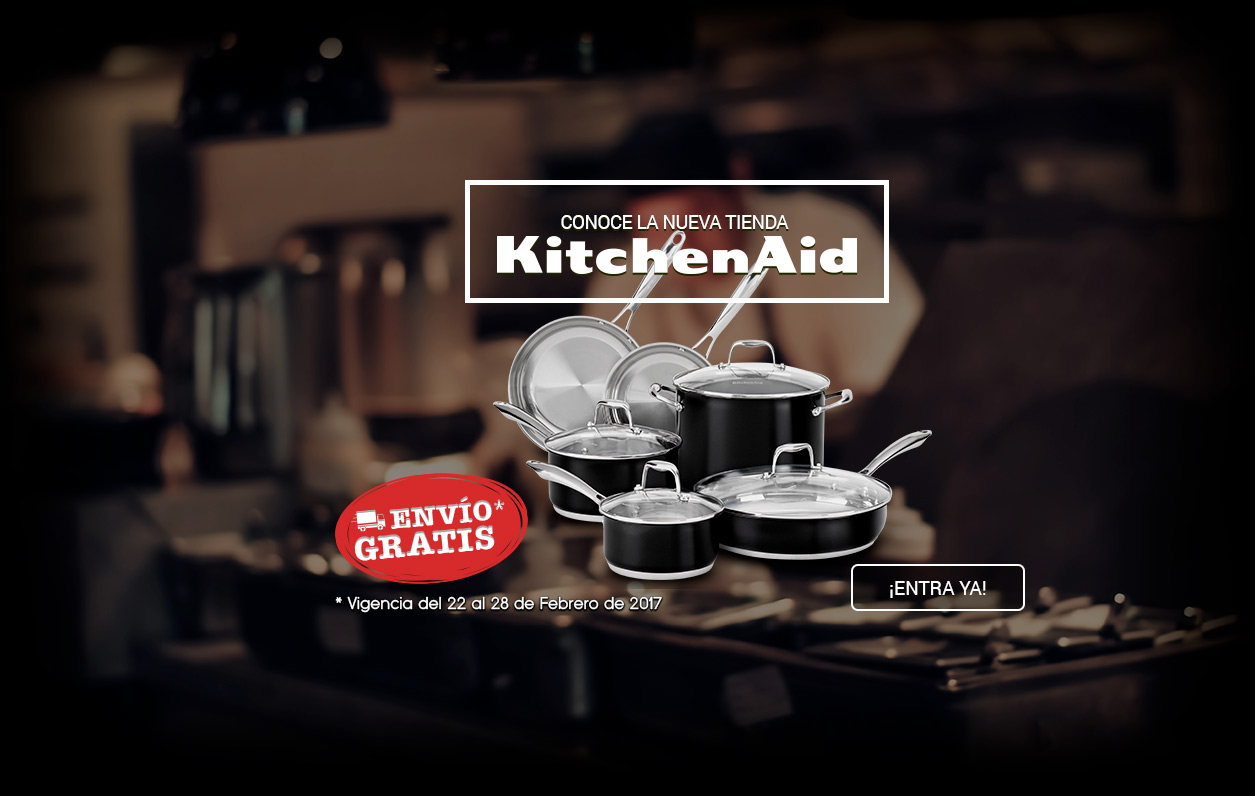 CONOCE LA NUEVA TIENDA
KitchenAid
ENVÍO*
GRATIS
* Vigencia del 22 al 28 de Febrero de 2017
¡ENTRA YA!